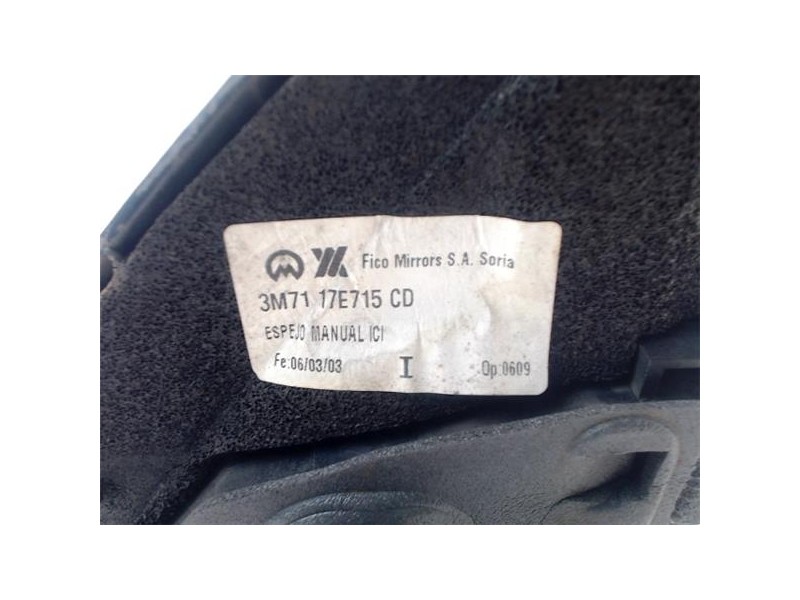 Fico Mirrors S.A. Soria
3M71 17E715 CD
ESPEJO MANUAL ICI
Fe:06/03/03 I Op:0609